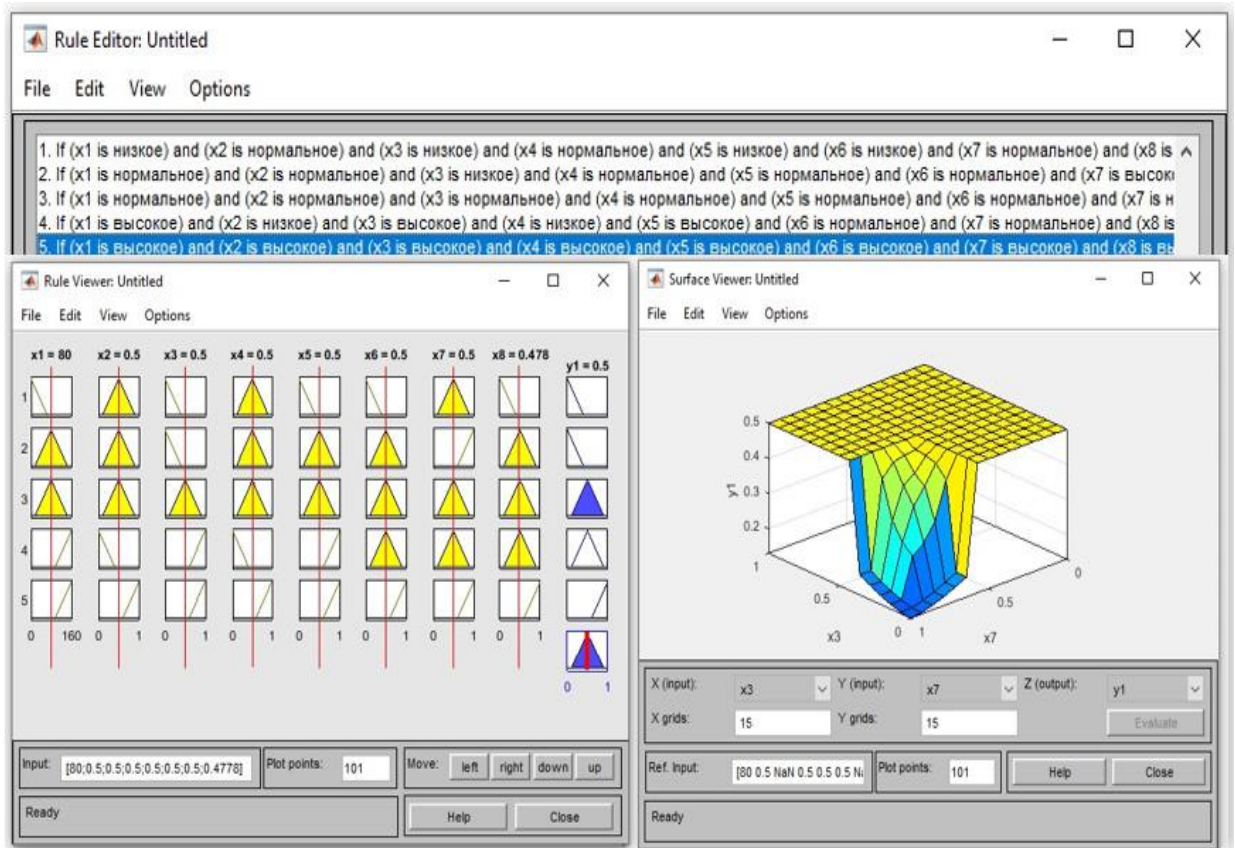 Rule Editor: Untitled
File Edit View Options
1. If (x1 is низкое) and (x2 is нормальное) and (x3 is низкое) and (x4 is нормальное) and (x5 is низкое) and (x6 is низкое) and (x7 is нормальное) and (x8 is
2. If (x1 is нормальное) and (x2 is нормальное) and (x3 is низкое) and (x4 is нормальное) and (x5 is нормальное) and (x6 is нормальное) and (x7 is высок
3. If (x1 is нормальное) and (x2 is нормальное) and (x3 is нормальное) and (x4 is нормальное) and (x5 is нормальное) and (x6 is нормальное) and (x7 is н
4. If (x1 is высокое) and (x2 is низкое) and (x3 is высокое) and (x4 is низкое) and (x5 is высокое) and (x6 is нормальное) and (x7 is нормальное) and (x8 is
5. If (x1 is высокое) and (x2 is высокое) and (x3 is высокое) and (x4 is высокое) and (x5 is высокое) and (x6 is высокое) and (x7 is высокое) and (x8 is вы
Rule Viewer: Untitled
File Edit View Options
x1 = 80 x2 = 0.5 x3 = 0.5 x4 = 0.5 x5 = 0.5 x6 = 0.5 x7 = 0.5 x8 = 0.478
y1 = 0.5
1
2
3
4
5
0 160 0 1 0 1 0 1 0 1 0 1 0 1 0 1
0 1
Input: [80;0.5;0.5;0.5;0.5;0.5;0.5;0.4778] Plot points: 101 Move: left right down up
Ready Help Close
Surface Viewer: Untitled
File Edit View Options
0.5
0.4
0.3
0.2
y1
1
0.5
0
x3
1
0.5
0
x7
X (input): x3 Y (input): x7 Z (output): y1
X grids: 15 Y grids: 15 Evaluate
Ref. Input: [80 0.5 NaN 0.5 0.5 0.5 Na Plot points: 101 Help Close
Ready